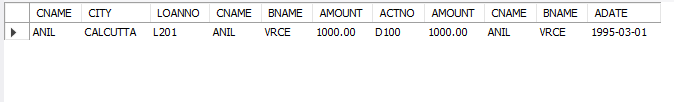 CNAME CITY LOANNO CNAME BNAME AMOUNT ACTNO AMOUNT CNAME BNAME ADATE
ANIL CALCUTTA L201 ANIL VRCE 1000.00 D100 1000.00 ANIL VRCE 1995-03-01